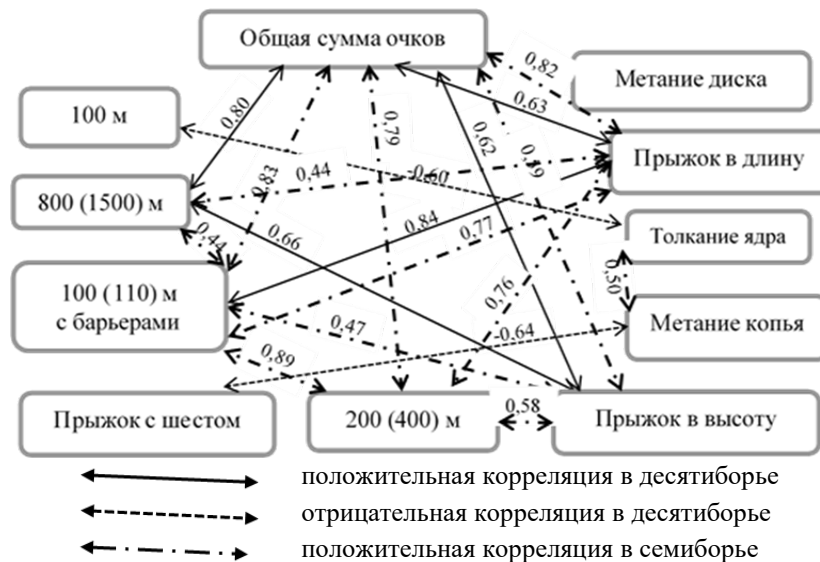 Общая сумма очков
0,82
Метание диска
0.63
100 м
0.80
0,79
0.62
Прыжок в длину
0,83
0,44
-0.60
800 (1500) м
0.84
0,77
Толкание ядра
0,44
0.66
100 (110) м
с барьерами
0,76
0,50
Метание копья
0,47
-0.64
0,89
Прыжок с шестом
200 (400) м
0,58
Прыжок в высоту
положительная корреляция в десятиборье
отрицательная корреляция в десятиборье
положительная корреляция в семиборье